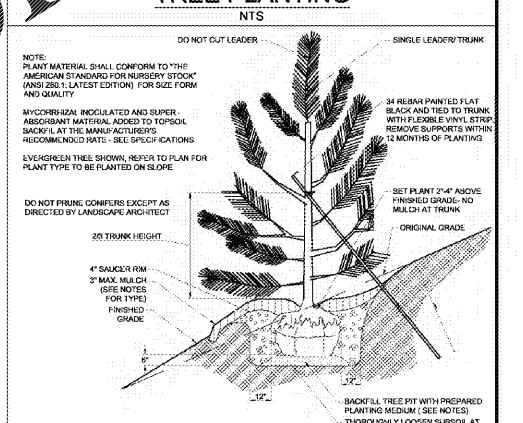 TREE PLANTING
NTS
DO NOT CUT LEADER
SINGLE LEADER/ TRUNK
NOTE:
PLANT MATERIAL SHALL CONFORM TO "THE
AMERICAN STANDARD FOR NURSERY STOCK"
(ANSI Z60.1; LATEST EDITION) FOR SIZE FORM
AND QUALITY
MYCORRHIZAL INOCULATED AND SUPER -
ABSORBANT MATERIAL ADDED TO TOPSOIL
BACKFIL AT THE MANUFACTURER'S
RECOMMENDED RATE - SEE SPECIFICATIONS
EVERGREEN TREE SHOWN, REFER TO PLAN FOR
PLANT TYPE TO BE PLANTED ON SLOPE
34 REBAR PAINTED FLAT
BLACK AND TIED TO TRUNK
WITH FLEXIBLE VINYL STRIP
REMOVE SUPPORTS WITHIN
12 MONTHS OF PLANTING
DO NOT PRUNE CONIFERS EXCEPT AS
DIRECTED BY LANDSCAPE ARCHITECT
SET PLANT 2"-4" ABOVE
FINISHED GRADE- NO
MULCH AT TRUNK
ORIGINAL GRADE
2/3 TRUNK HEIGHT
4" SAUCER RIM
3" MAX. MULCH
(SEE NOTES
FOR TYPE)
FINISHED
GRADE
6"
12"
12"
BACKFILL TREE PIT WITH PREPARED
PLANTING MEDIUM ( SEE NOTES)
THOROUGHLY LOOSEN SUBSOIL AT